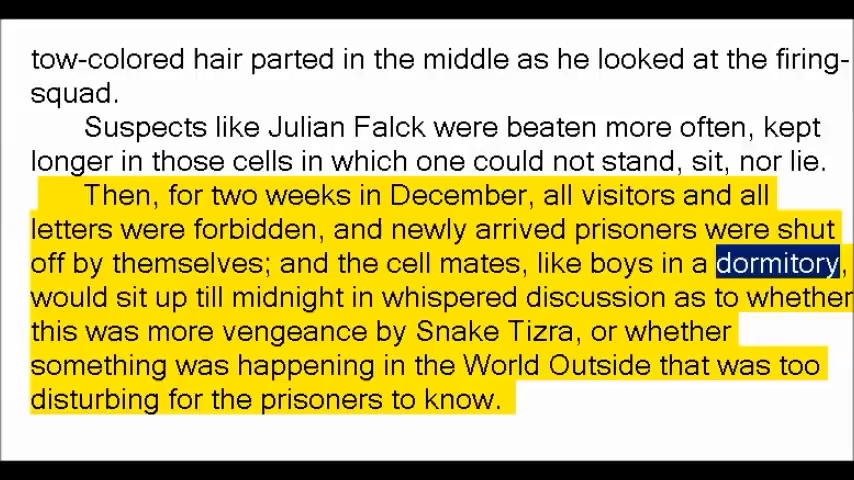 tow-colored hair parted in the middle as he looked at the firing-
squad.
Suspects like Julian Falck were beaten more often, kept
longer in those cells in which one could not stand, sit, nor lie.
Then, for two weeks in December, all visitors and all
letters were forbidden, and newly arrived prisoners were shut
off by themselves; and the cell mates, like boys in a dormitory,
would sit up till midnight in whispered discussion as to whether
this was more vengeance by Snake Tizra, or whether
something was happening in the World Outside that was too
disturbing for the prisoners to know.